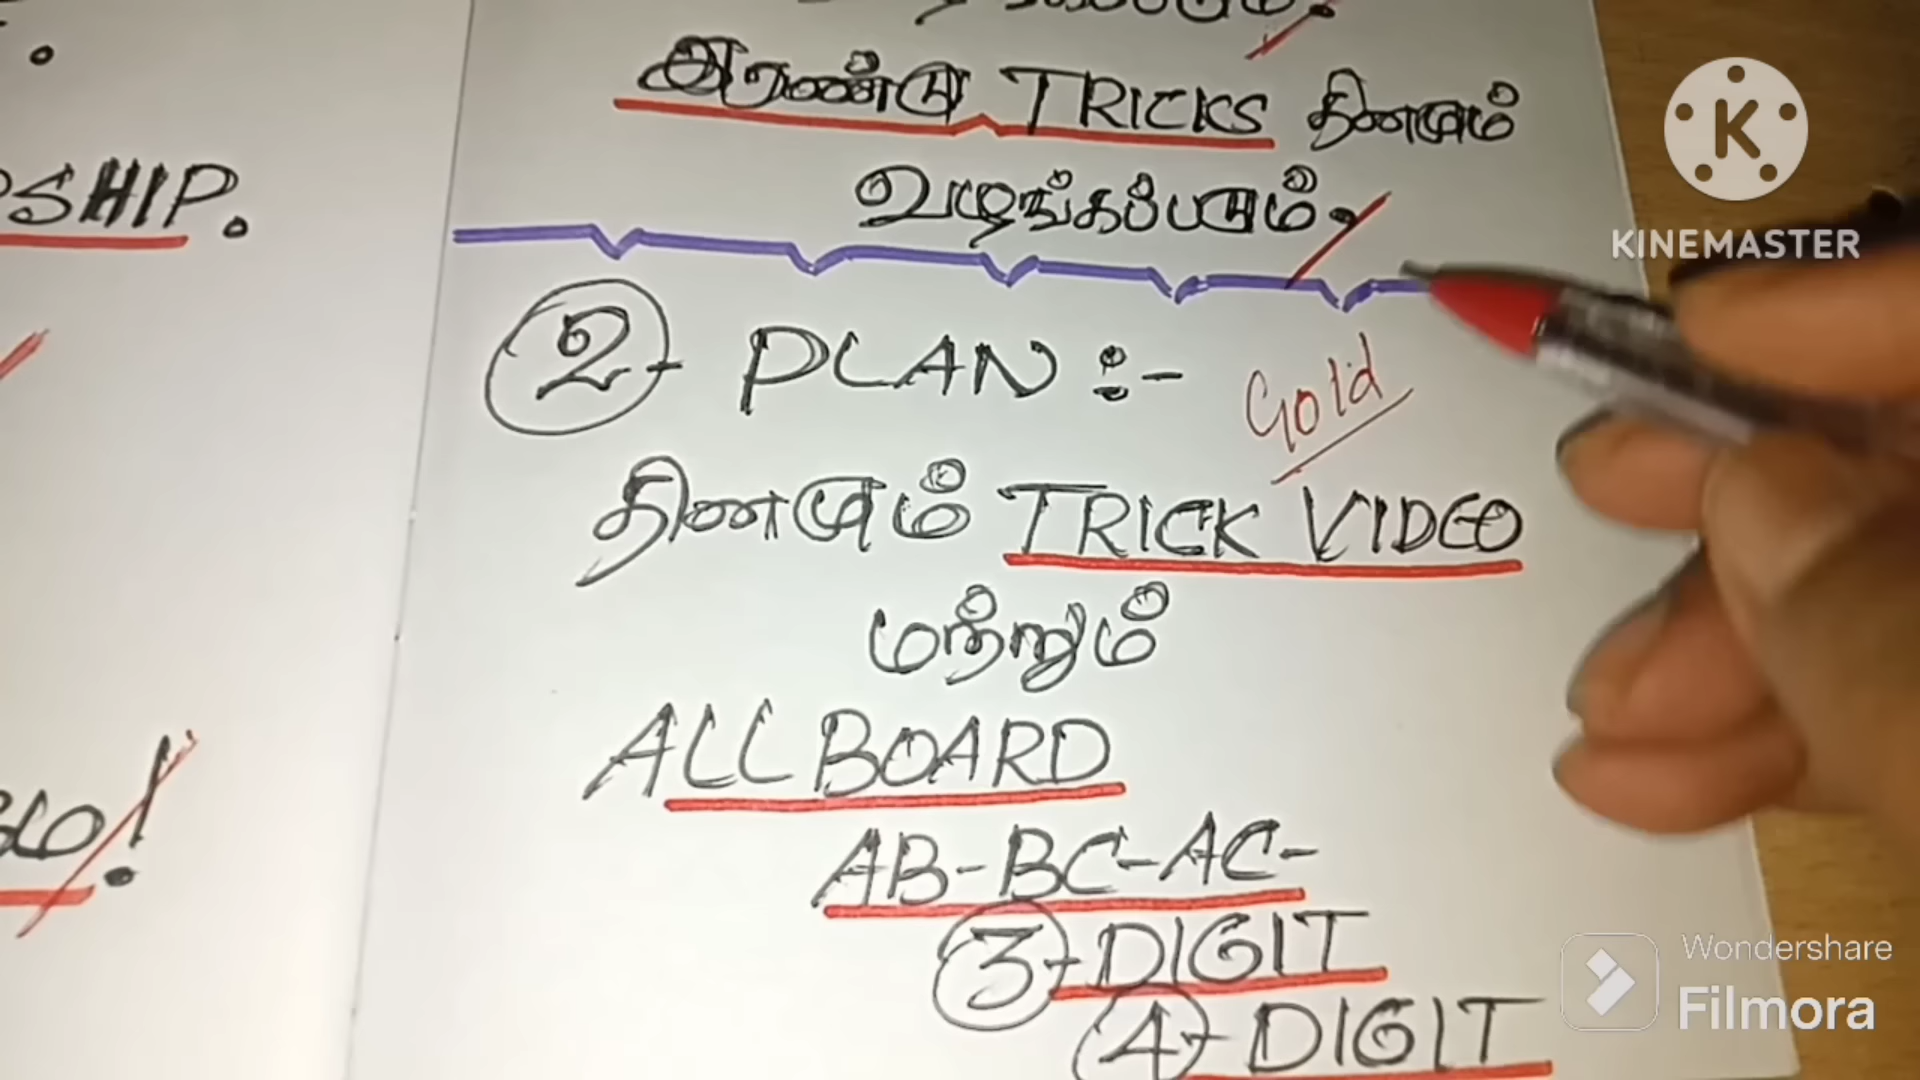 இரண்டு TRICKS தினமும்
வழங்கப்படும்.
PSHIP.
2 - PLAN :-
Gold
தினமும் TRICK VIDEO
மற்றும்
ALL BOARD
AB-BC-AC-
3-DIGIT
4-DIGIT
KINEMASTER
Wondershare
Filmora